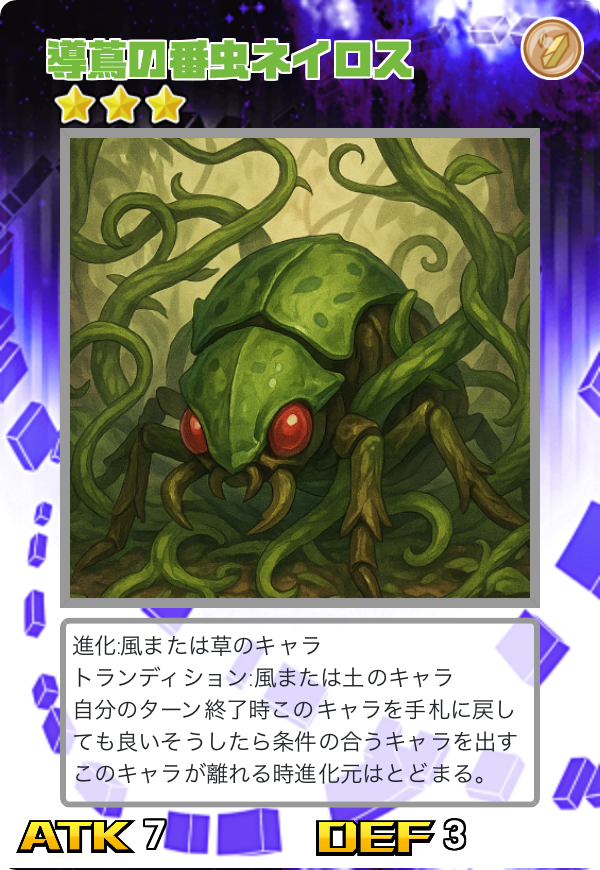 導蔦の番虫ネイロス
進化:風または草のキャラ
トランディション:風または土のキャラ
自分のターン終了時このキャラを手札に戻し
ても良いそうしたら条件の合うキャラを出す
このキャラが離れる時進化元はとどまる。
ATK 7 DEF 3